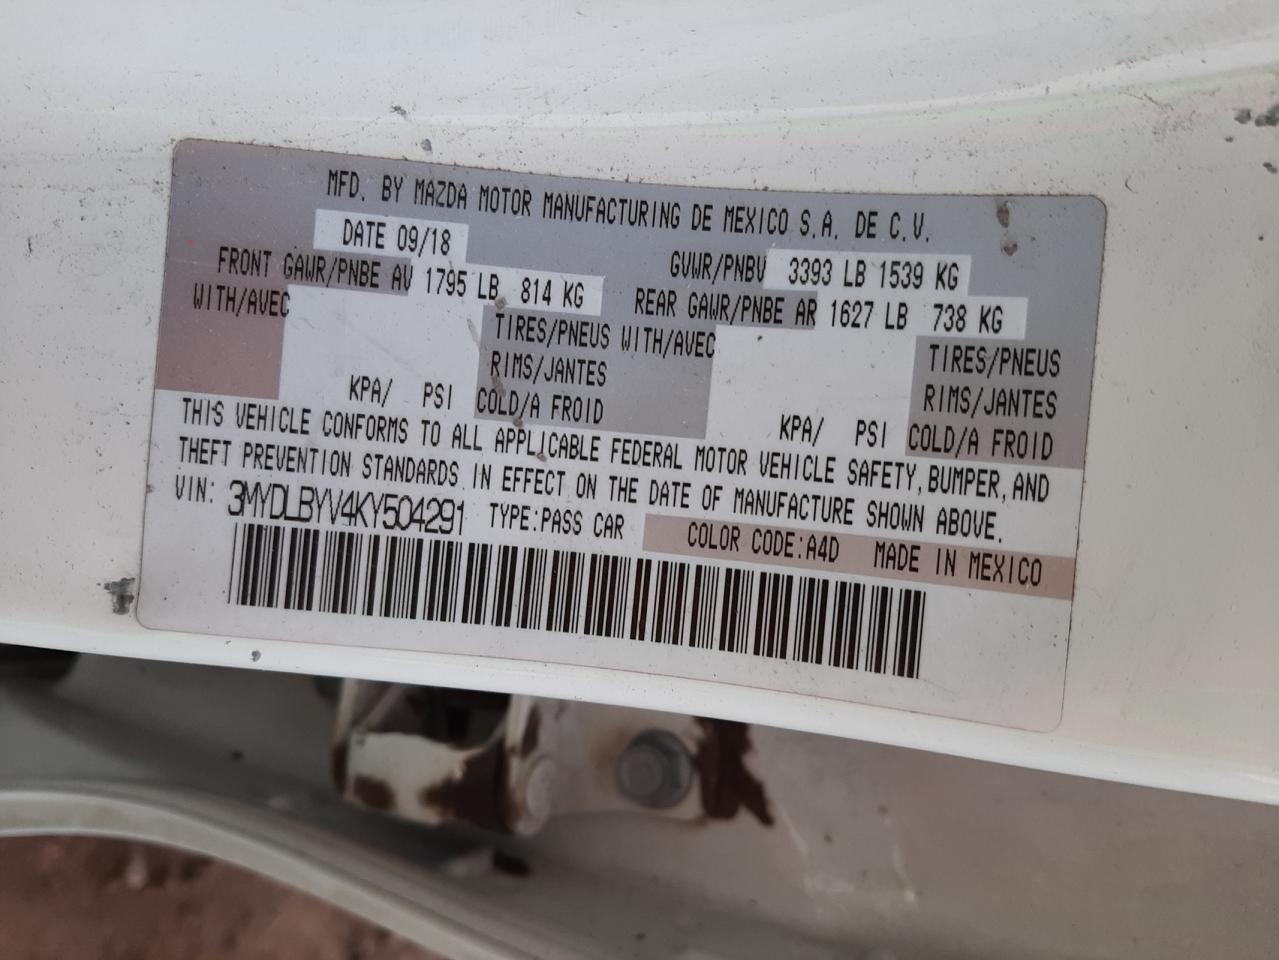 MFD. BY MAZDA MOTOR MANUFACTURING DE MEXICO S.A. DE C.V.
DATE 09/18 GVWR/PNBV 3393 LB 1539 KG
FRONT GAWR/PNBE AV 1795 LB 814 KG REAR GAWR/PNBE AR 1627 LB 738 KG
WITH/AVEC TIRES/PNEUS WITH/AVEC TIRES/PNEUS
RIMS/JANTES RIMS/JANTES
KPA/ PSI COLD/A FROID KPA/ PSI COLD/A FROID
THIS VEHICLE CONFORMS TO ALL APPLICABLE FEDERAL MOTOR VEHICLE SAFETY, BUMPER, AND
THEFT PREVENTION STANDARDS IN EFFECT ON THE DATE OF MANUFACTURE SHOWN ABOVE.
VIN: 3MYDLBYV4KY504291 TYPE:PASS CAR COLOR CODE:A4D MADE IN MEXICO